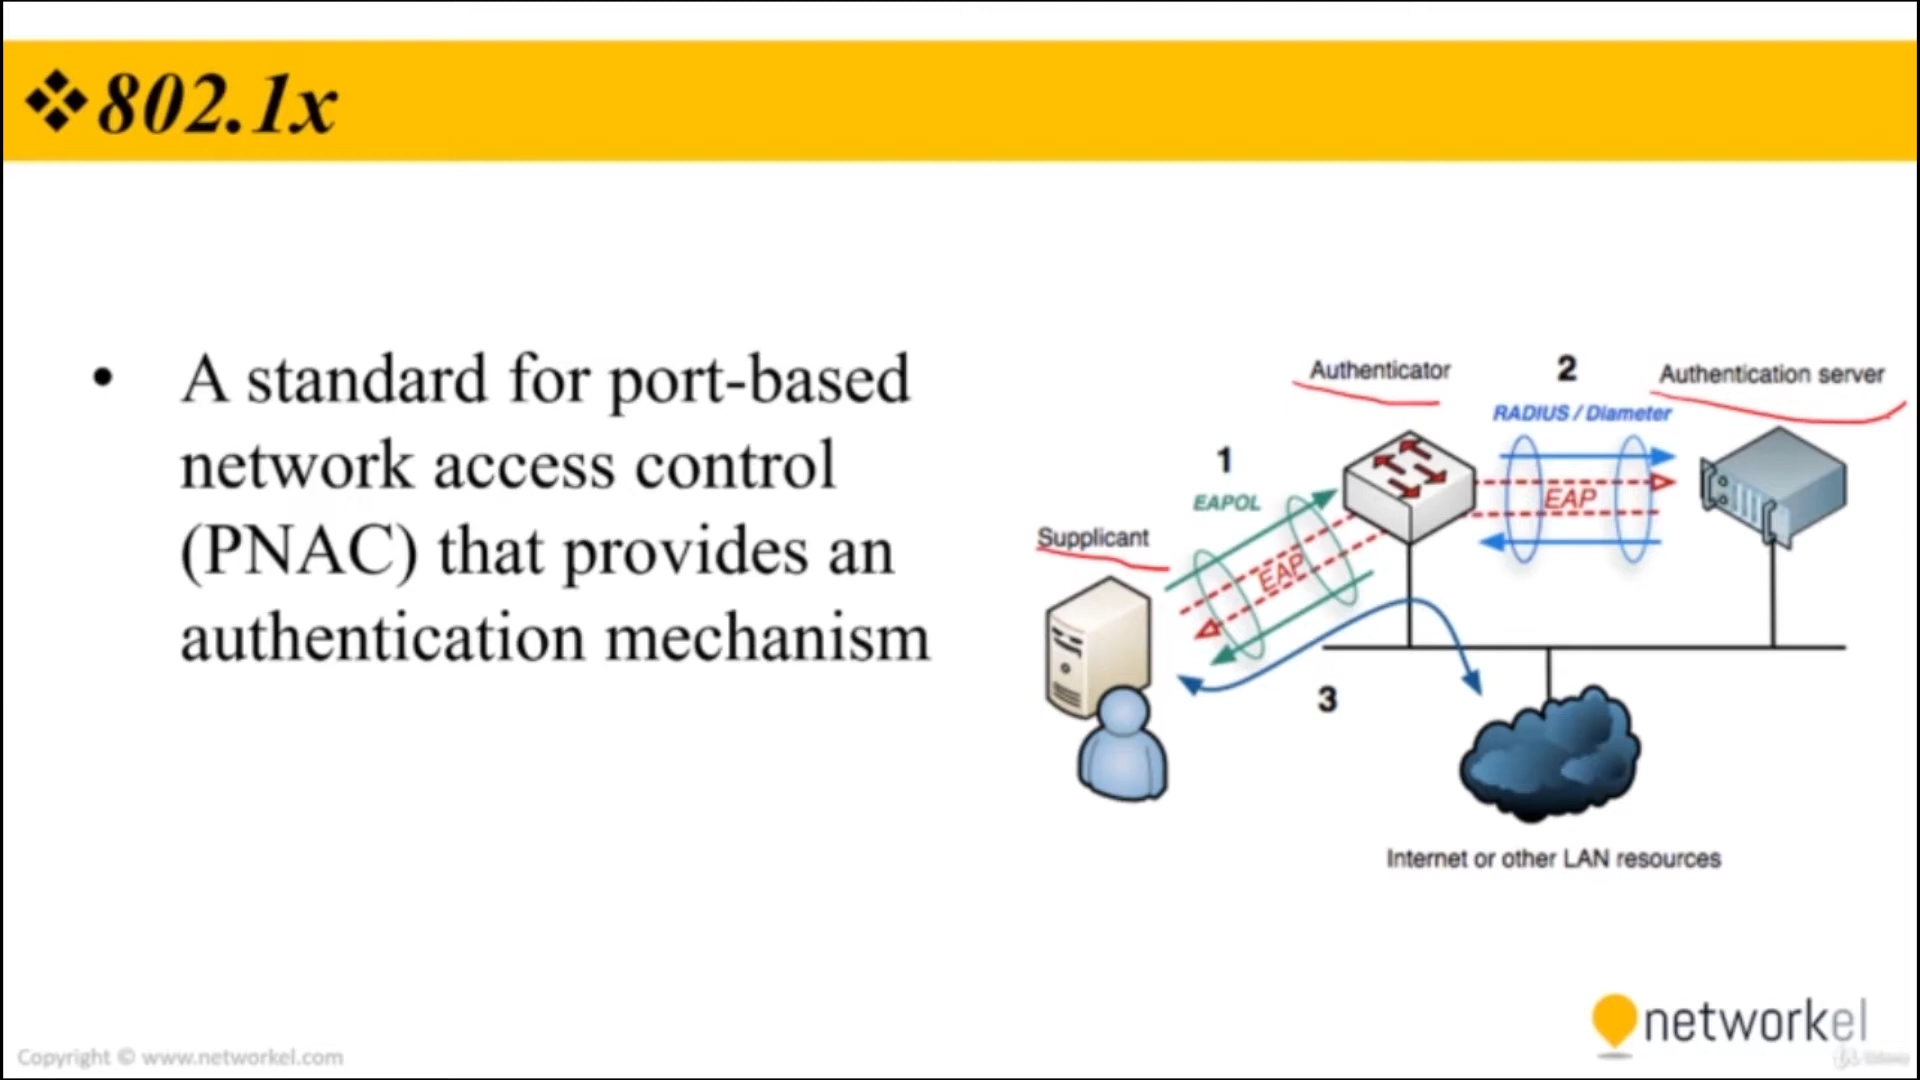 ❖802.1x
• A standard for port-based
network access control
(PNAC) that provides an
authentication mechanism
Authenticator
2
Authentication server
RADIUS / Diameter
1
EAPOL
EAP
Supplicant
EAP
3
Internet or other LAN resources
networkel
Copyright © www.networkel.com